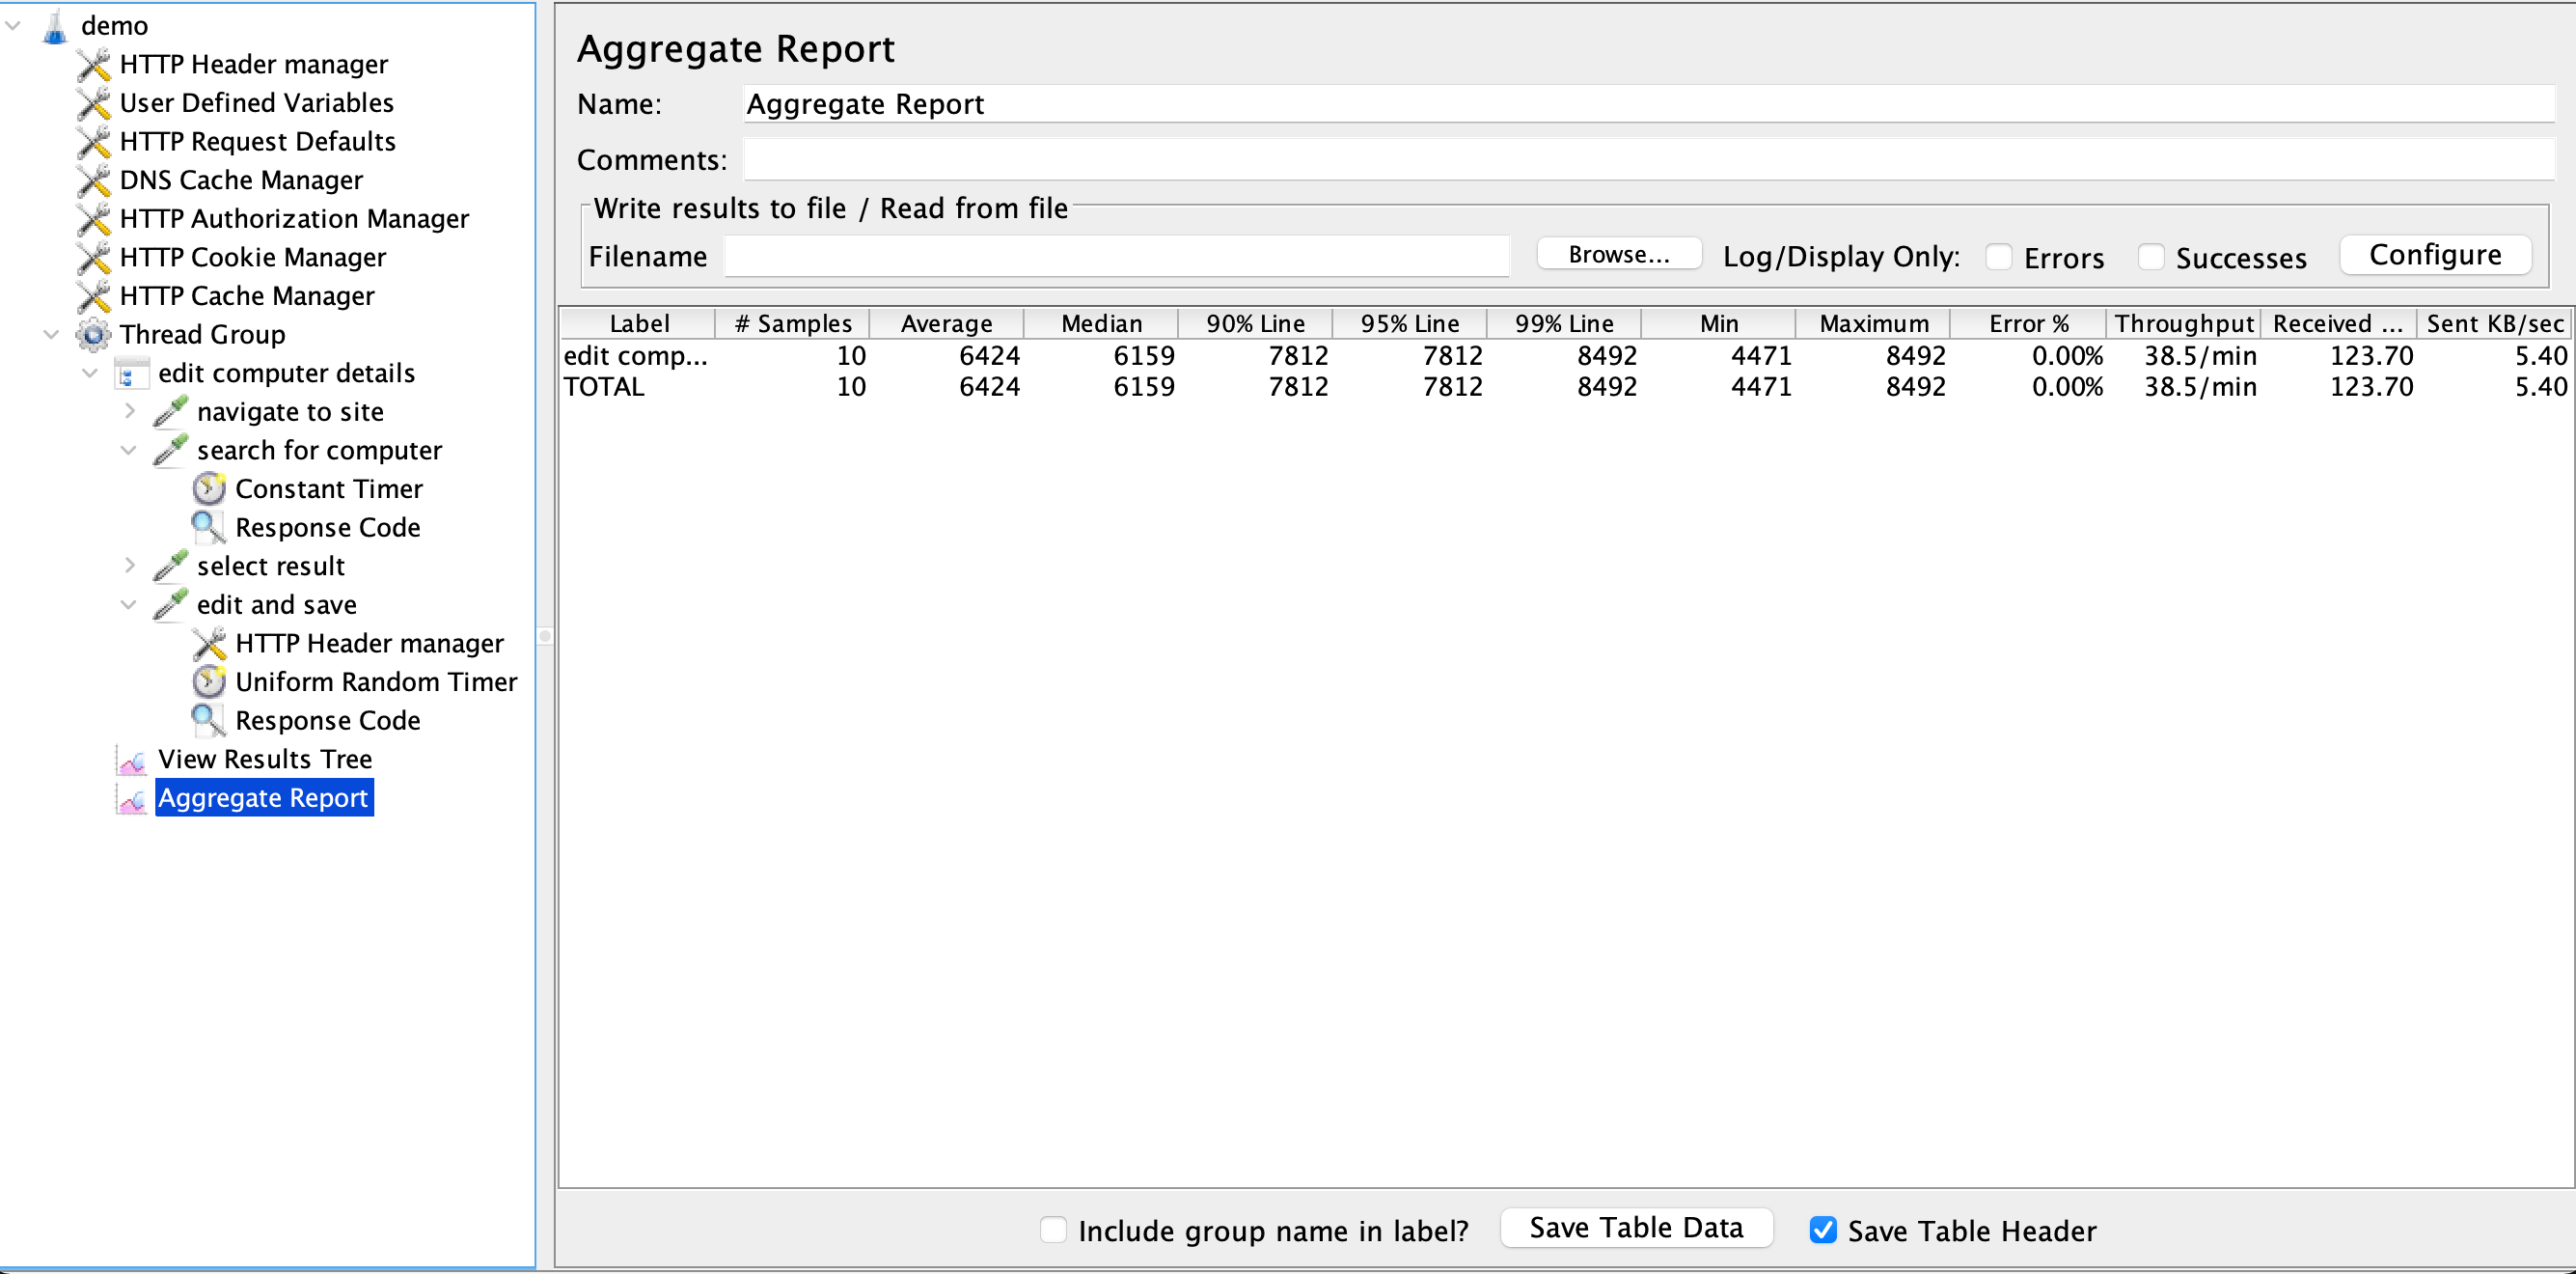 demo
HTTP Header manager
User Defined Variables
HTTP Request Defaults
DNS Cache Manager
HTTP Authorization Manager
HTTP Cookie Manager
HTTP Cache Manager
Thread Group
edit computer details
navigate to site
search for computer
Constant Timer
Response Code
select result
edit and save
HTTP Header manager
Uniform Random Timer
Response Code
View Results Tree
Aggregate Report
Aggregate Report
Name: Aggregate Report
Comments:
Write results to file / Read from file
Filename Browse... Log/Display Only: Errors Successes Configure
Label # Samples Average Median 90% Line 95% Line 99% Line Min Maximum Error % Throughput Received ... Sent KB/sec
edit comp... 10 6424 6159 7812 7812 8492 4471 8492 0.00% 38.5/min 123.70 5.40
TOTAL 10 6424 6159 7812 7812 8492 4471 8492 0.00% 38.5/min 123.70 5.40
Include group name in label? Save Table Data Save Table Header